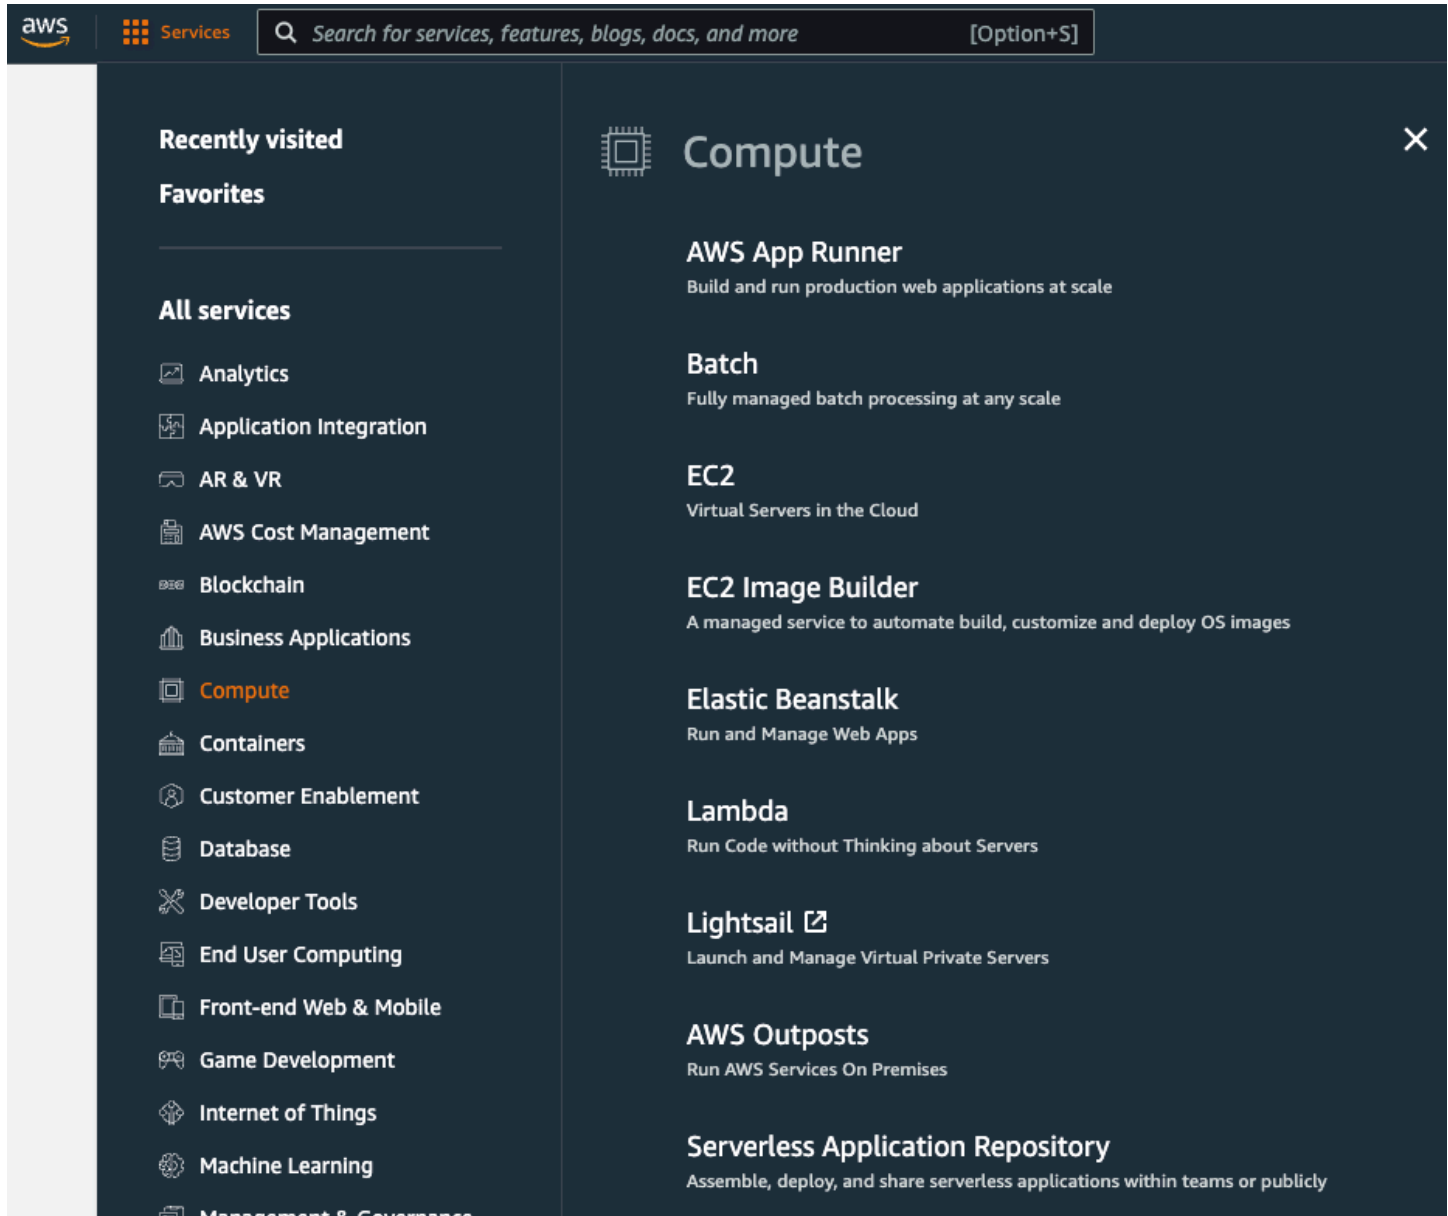 aws
Services
Search for services, features, blogs, docs, and more [Option+S]
Recently visited
Favorites
All services
Analytics
Application Integration
AR & VR
AWS Cost Management
Blockchain
Business Applications
Compute
Containers
Customer Enablement
Database
Developer Tools
End User Computing
Front-end Web & Mobile
Game Development
Internet of Things
Machine Learning
Management & Governance
Compute
AWS App Runner
Build and run production web applications at scale
Batch
Fully managed batch processing at any scale
EC2
Virtual Servers in the Cloud
EC2 Image Builder
A managed service to automate build, customize and deploy OS images
Elastic Beanstalk
Run and Manage Web Apps
Lambda
Run Code without Thinking about Servers
Lightsail
Launch and Manage Virtual Private Servers
AWS Outposts
Run AWS Services On Premises
Serverless Application Repository
Assemble, deploy, and share serverless applications within teams or publicly